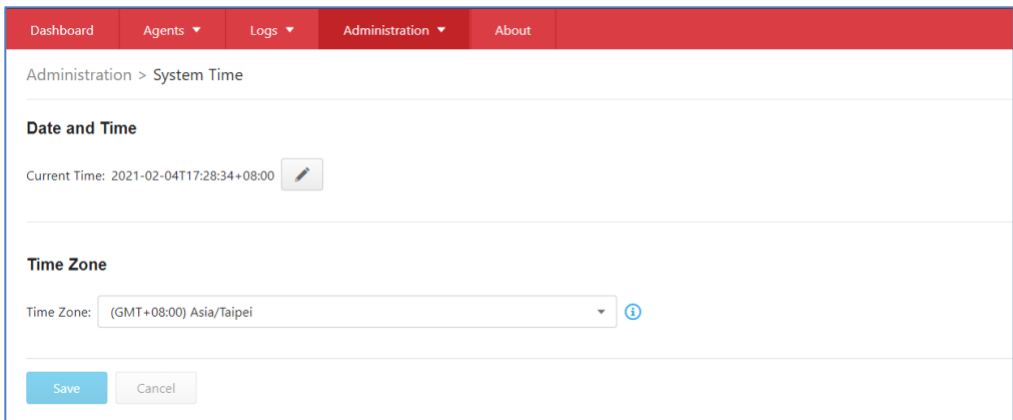 Dashboard Agents Logs Administration About
Administration > System Time
Date and Time
Current Time: 2021-02-04T17:28:34+08:00
Time Zone
Time Zone: (GMT+08:00) Asia/Taipei
Save Cancel